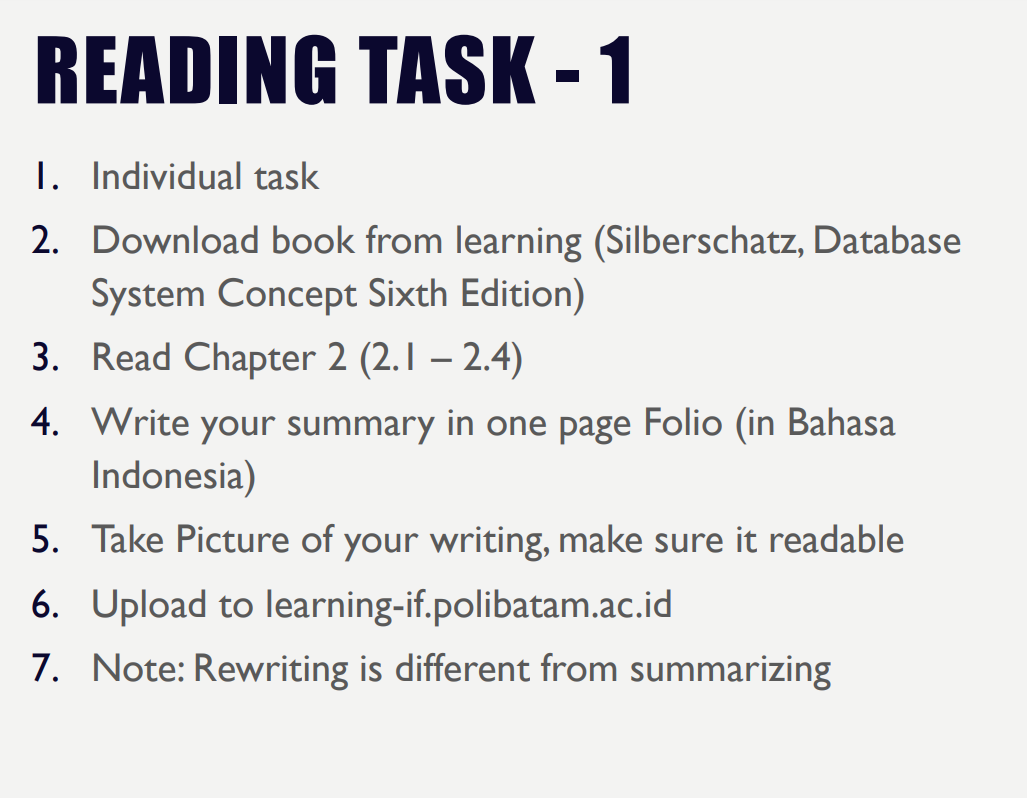 READING TASK - 1
1. Individual task
2. Download book from learning (Silberschatz, Database
System Concept Sixth Edition)
3. Read Chapter 2 (2.1 – 2.4)
4. Write your summary in one page Folio (in Bahasa
Indonesia)
5. Take Picture of your writing, make sure it readable
6. Upload to learning-if.polibatam.ac.id
7. Note: Rewriting is different from summarizing